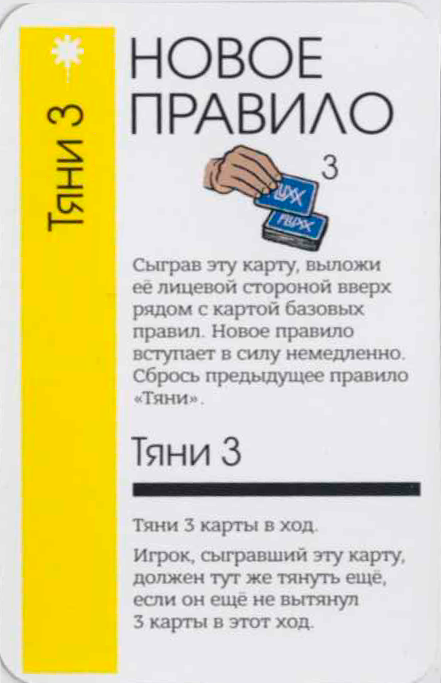 Тяни 3
НОВОЕ
ПРАВИЛО
3
FLUXX
FLUXX
Сыграв эту карту, выложи
её лицевой стороной вверх
рядом с картой базовых
правил. Новое правило
вступает в силу немедленно.
Сбрось предыдущее правило
«Тяни».
Тяни 3
Тяни 3 карты в ход.
Игрок, сыгравший эту карту,
должен тут же тянуть ещё,
если он ещё не вытянул
3 карты в этот ход.